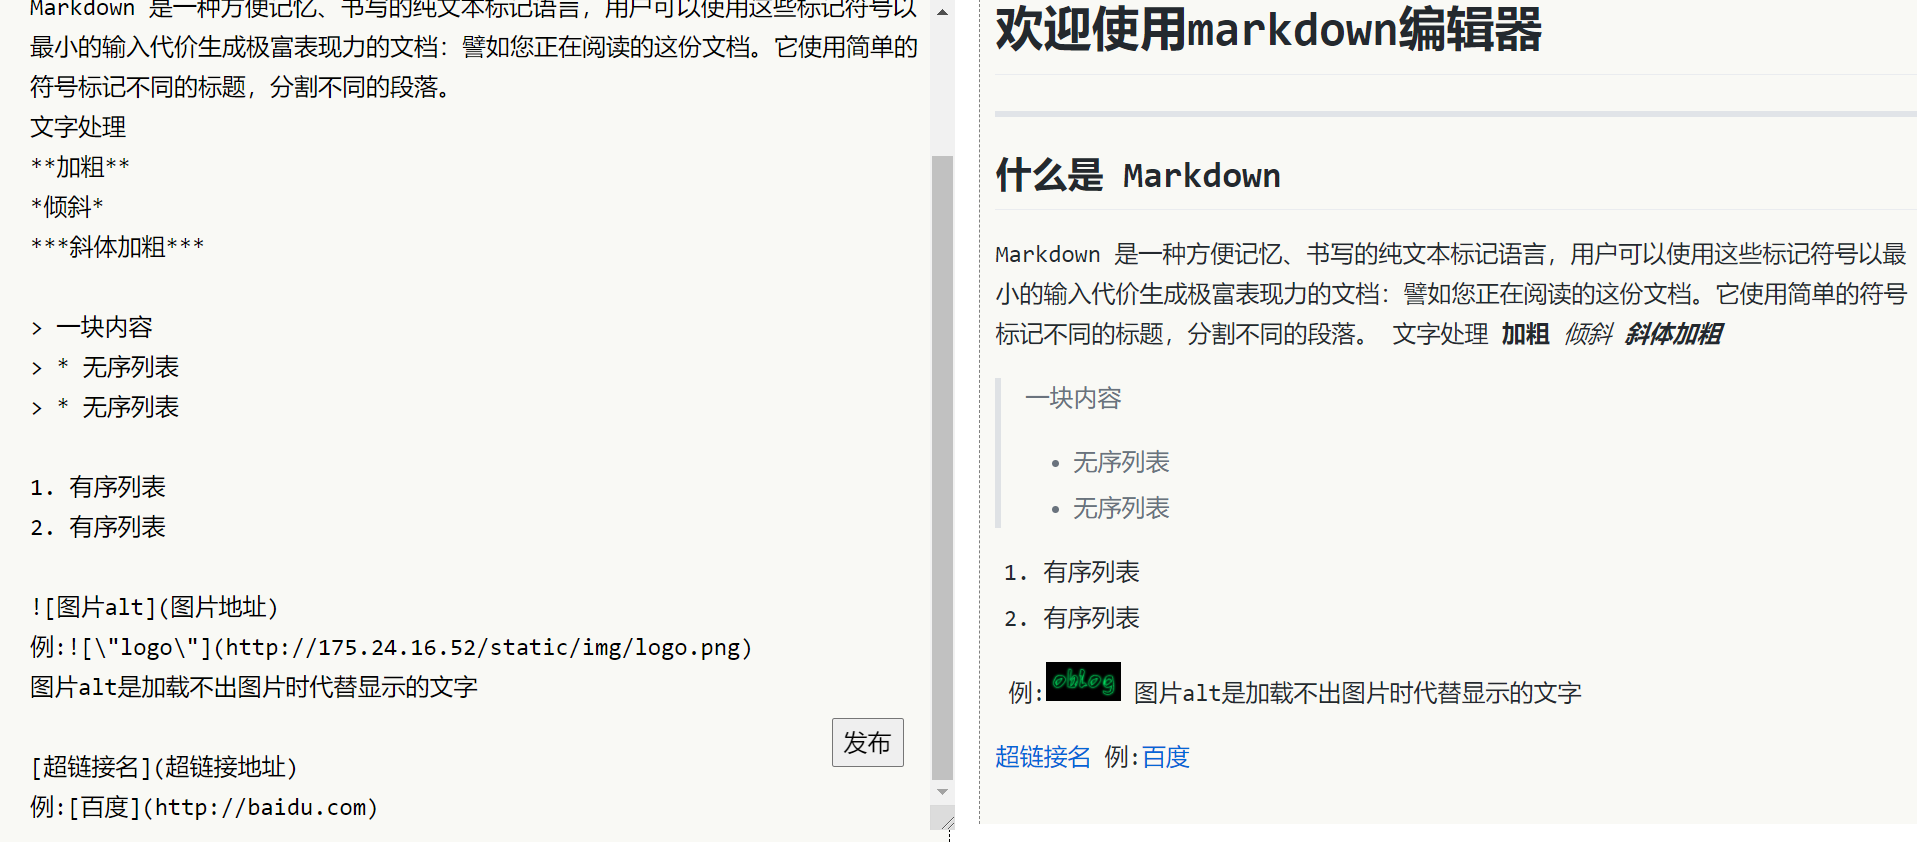 Markdown 是一种方便记忆、书写的纯文本标记语言，用户可以使用这些标记符号以
最小的输入代价生成极富表现力的文档：譬如您正在阅读的这份文档。它使用简单的
符号标记不同的标题，分割不同的段落。
文字处理
**加粗**
*倾斜*
***斜体加粗***
> 一块内容
> * 无序列表
> * 无序列表
1. 有序列表
2. 有序列表
![图片alt](图片地址)
例:![\"logo\"](http://175.24.16.52/static/img/logo.png)
图片alt是加载不出图片时代替显示的文字
发布
[超链接名](超链接地址)
例:[百度](http://baidu.com)
欢迎使用markdown编辑器
什么是 Markdown
Markdown 是一种方便记忆、书写的纯文本标记语言，用户可以使用这些标记符号以最
小的输入代价生成极富表现力的文档：譬如您正在阅读的这份文档。它使用简单的符号
标记不同的标题，分割不同的段落。 文字处理 加粗 倾斜 斜体加粗
一块内容
• 无序列表
• 无序列表
1. 有序列表
2. 有序列表
例:oblog 图片alt是加载不出图片时代替显示的文字
超链接名 例:百度